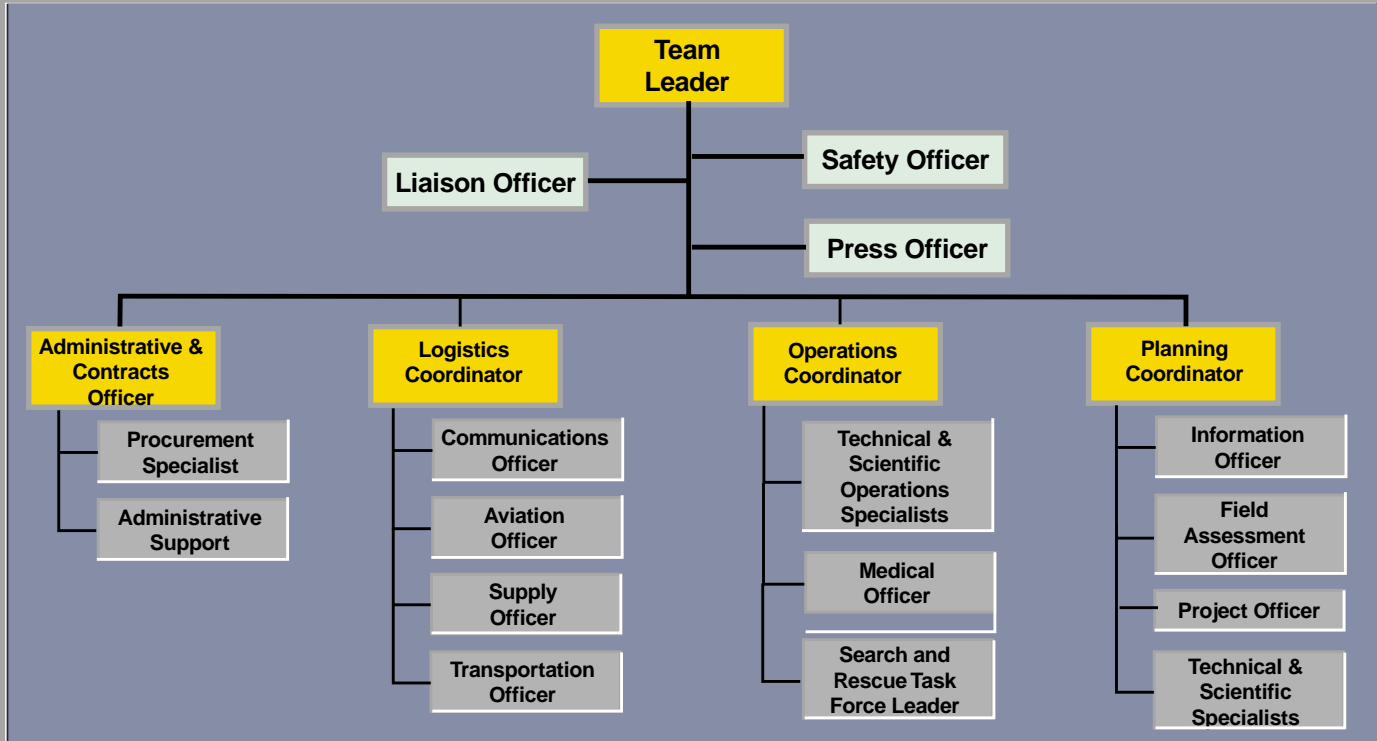 Team
Leader
Safety Officer
Liaison Officer
Press Officer
Administrative &
Contracts
Officer
Procurement
Specialist
Administrative
Support
Logistics
Coordinator
Communications
Officer
Aviation
Officer
Supply
Officer
Transportation
Officer
Operations
Coordinator
Technical &
Scientific
Operations
Specialists
Medical
Officer
Search and
Rescue Task
Force Leader
Planning
Coordinator
Information
Officer
Field
Assessment
Officer
Project Officer
Technical &
Scientific
Specialists